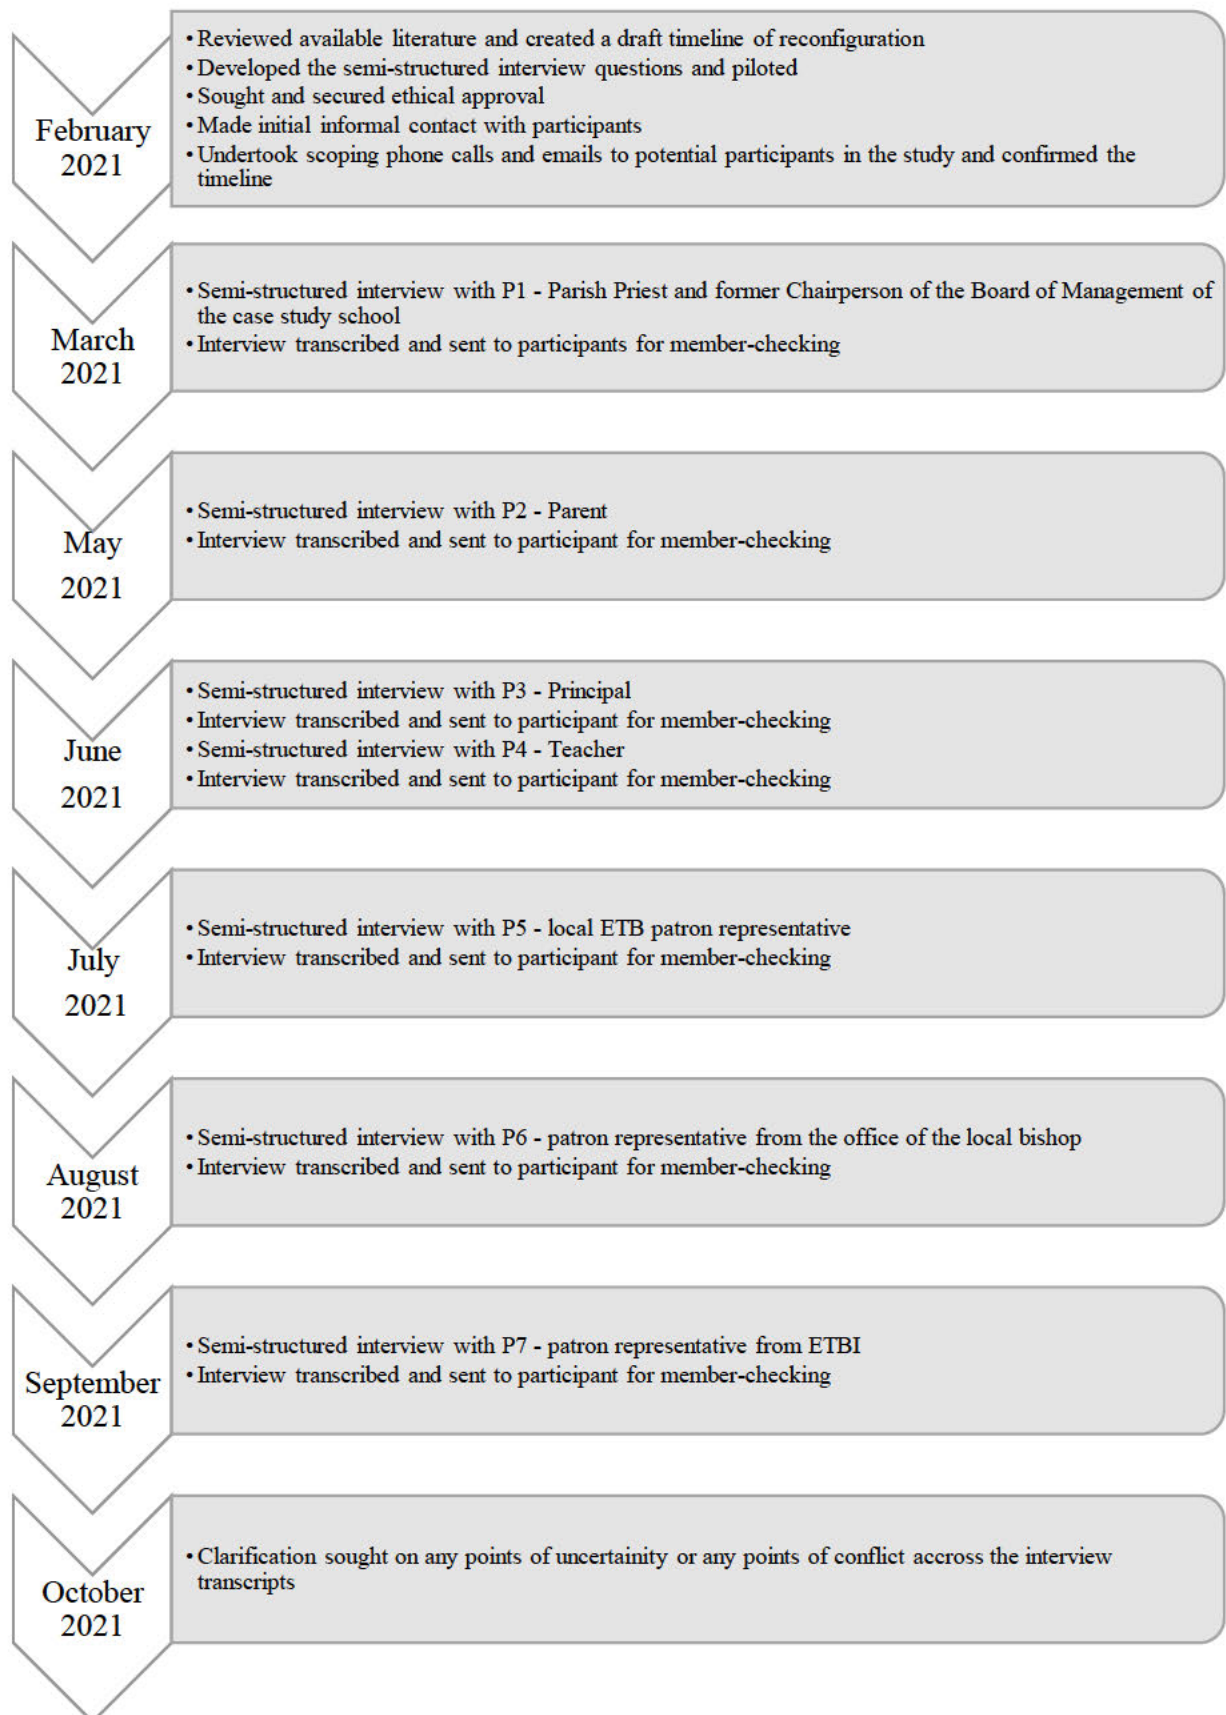 February
2021
• Reviewed available literature and created a draft timeline of reconfiguration
• Developed the semi-structured interview questions and piloted
• Sought and secured ethical approval
• Made initial informal contact with participants
• Undertook scoping phone calls and emails to potential participants in the study and confirmed the
timeline
March
2021
• Semi-structured interview with P1 - Parish Priest and former Chairperson of the Board of Management of
the case study school
• Interview transcribed and sent to participants for member-checking
May
2021
• Semi-structured interview with P2 - Parent
• Interview transcribed and sent to participant for member-checking
June
2021
• Semi-structured interview with P3 - Principal
• Interview transcribed and sent to participant for member-checking
• Semi-structured interview with P4 - Teacher
• Interview transcribed and sent to participant for member-checking
July
2021
• Semi-structured interview with P5 - local ETB patron representative
• Interview transcribed and sent to participant for member-checking
August
2021
• Semi-structured interview with P6 - patron representative from the office of the local bishop
• Interview transcribed and sent to participant for member-checking
September
2021
• Semi-structured interview with P7 - patron representative from ETBI
• Interview transcribed and sent to participant for member-checking
October
2021
• Clarification sought on any points of uncertainity or any points of conflict accross the interview
transcripts